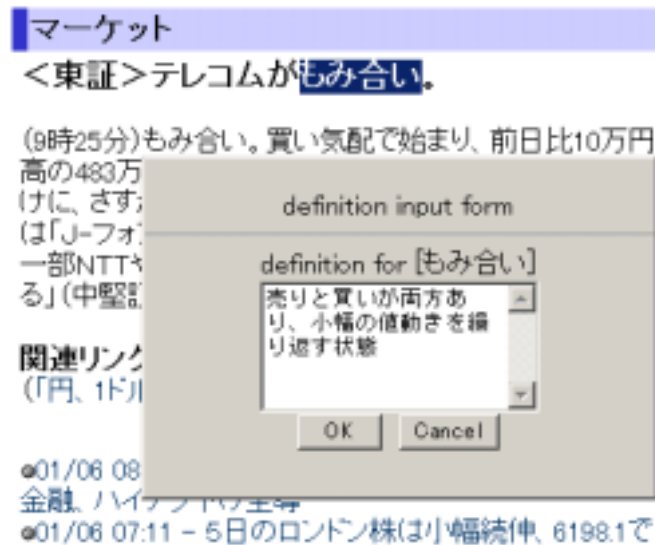 マーケット
<東証>テレコムがもみ合い。
(9時25分)もみ合い。買い気配で始まり、前日比10万円
高の483万
けに、さす
は「J-フォ
一部NTTや
る」(中堅証
definition input form
definition for [もみ合い]
売りと買いが両方あ
り、小幅の値動きを繰
り返す状態
OK Cancel
関連リンク
(「円、1ドル
●01/06 08
金融、ハイテク
●01/06 07:11 - 5日のロンドン株は小幅続伸、6198.1で